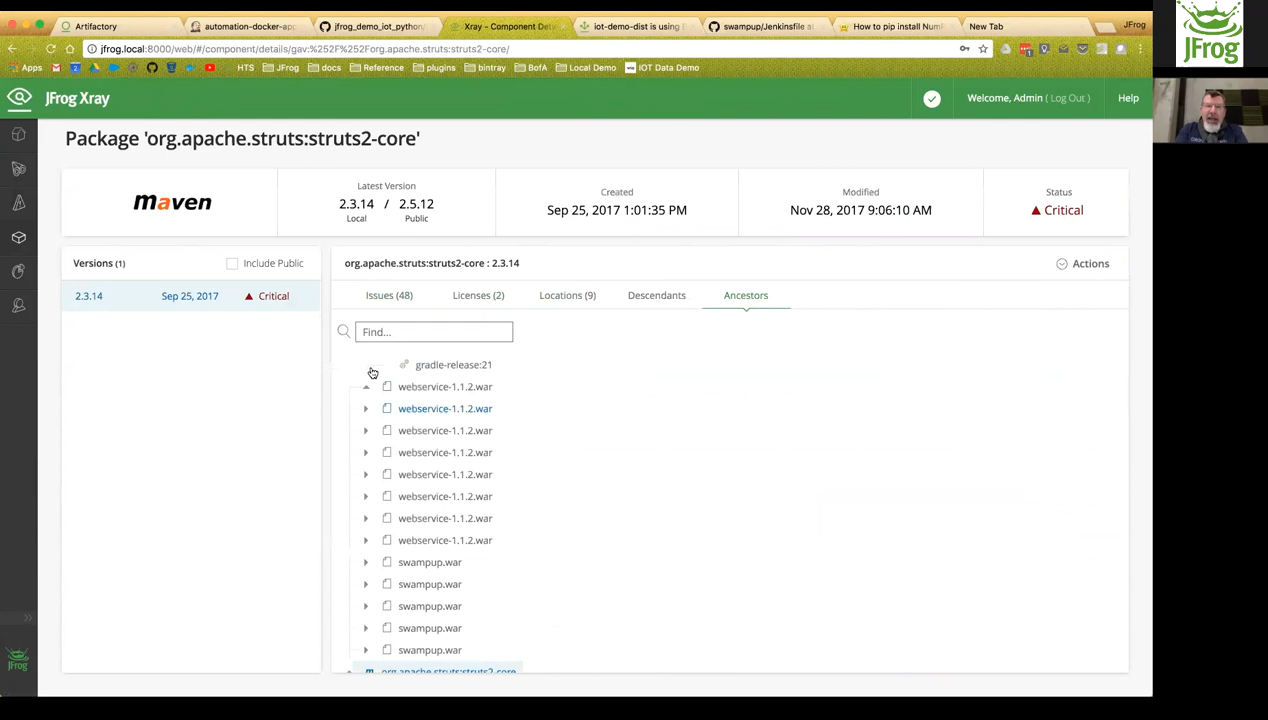 Artifactory
automation-docker-app
jfrog_demo_iot_python/
Xray - Component Det
iot-demo-dist is using
swampup/Jenkinsfile a
How to pip install Num
New Tab
JFrog
jfrog.local:8000/web/#/component/details/gav:%252F%252Forg.apache.struts:struts2-core/
Apps
HTS
JFrog
docs
Reference
plugins
bintray
BofA
Local Demo
IOT Data Demo
JFrog
JFrog Xray
Welcome, Admin ( Log Out )
Help
Package 'org.apache.struts:struts2-core'
maven
Latest Version
2.3.14 / 2.5.12
Local Public
Created
Sep 25, 2017 1:01:35 PM
Modified
Nov 28, 2017 9:06:10 AM
Status
Critical
Versions (1)
Include Public
2.3.14 Sep 25, 2017 Critical
org.apache.struts:struts2-core : 2.3.14
Actions
Issues (48)
Licenses (2)
Locations (9)
Descendants
Ancestors
Find...
gradle-release:21
webservice-1.1.2.war
webservice-1.1.2.war
webservice-1.1.2.war
webservice-1.1.2.war
webservice-1.1.2.war
webservice-1.1.2.war
webservice-1.1.2.war
webservice-1.1.2.war
swampup.war
swampup.war
swampup.war
swampup.war
swampup.war
org.apache.struts:struts2-core
JFrog